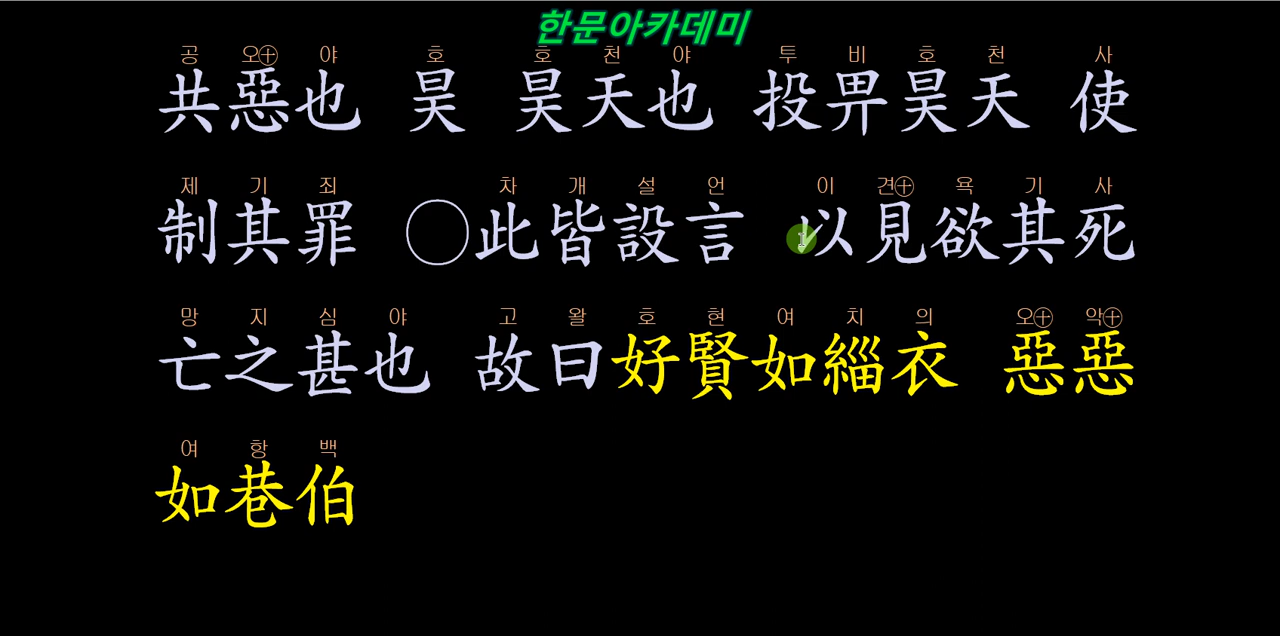 한문아카데미
공 오㊉ 야 호 호 천 야 투 비 호 천 사
共惡也 昊 昊天也 投畀昊天 使
제 기 죄 차 개 설 언 이 견㊉ 욕 기 사
制其罪 ○此皆設言 以見欲其死
망 지 심 야 고 왈 호 현 여 치 의 오㊉ 악㊉
亡之甚也 故曰好賢如緇衣 惡惡
여 항 백
如巷伯